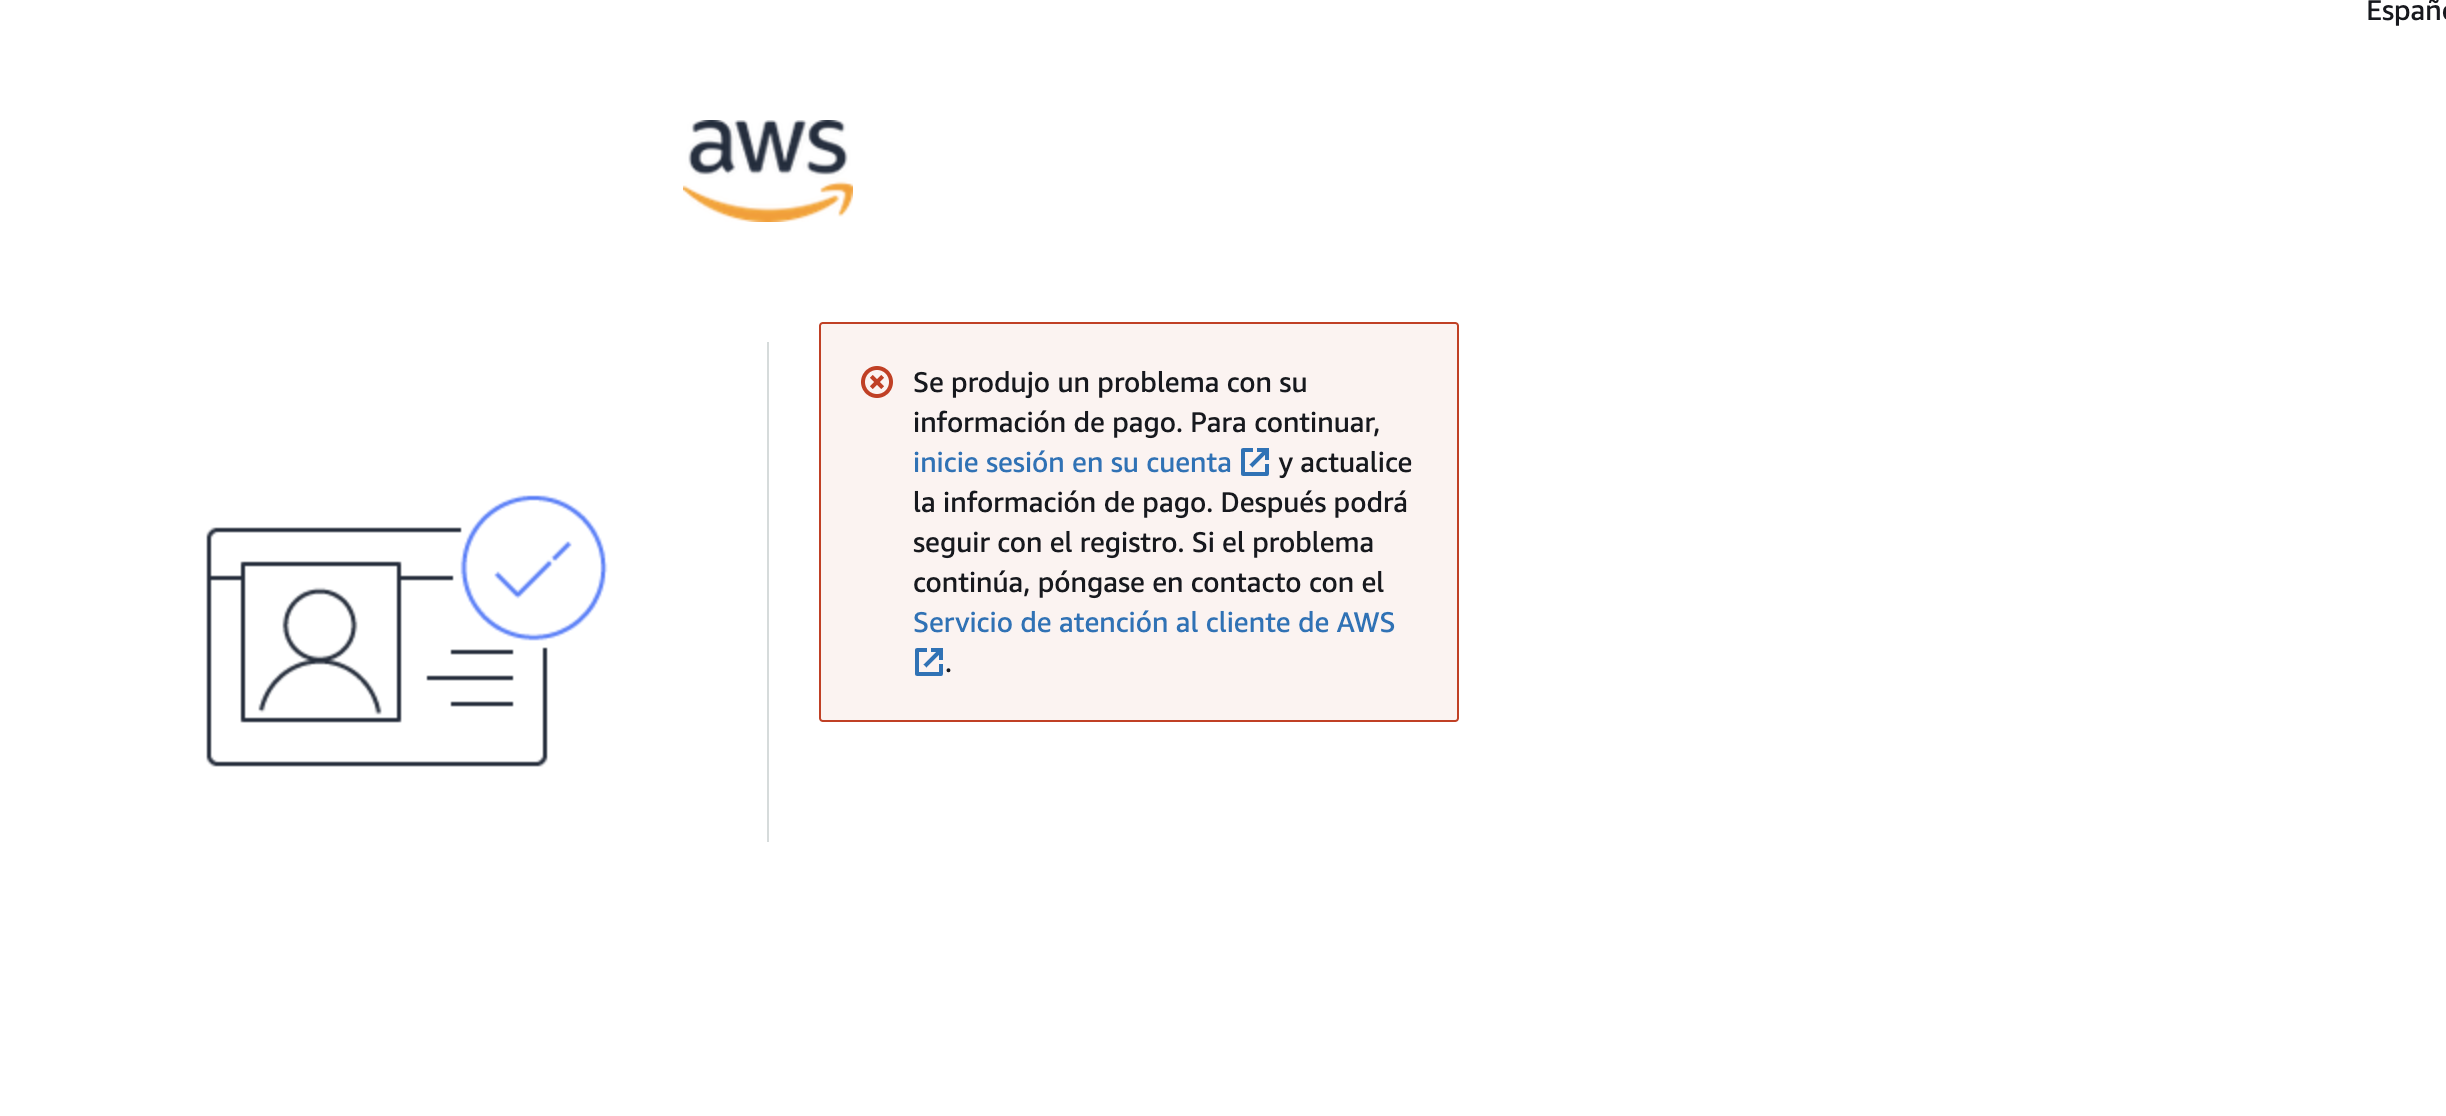 aws
Se produjo un problema con su
información de pago. Para continuar,
inicie sesión en su cuenta y actualice
la información de pago. Después podrá
seguir con el registro. Si el problema
continúa, póngase en contacto con el
Servicio de atención al cliente de AWS
.